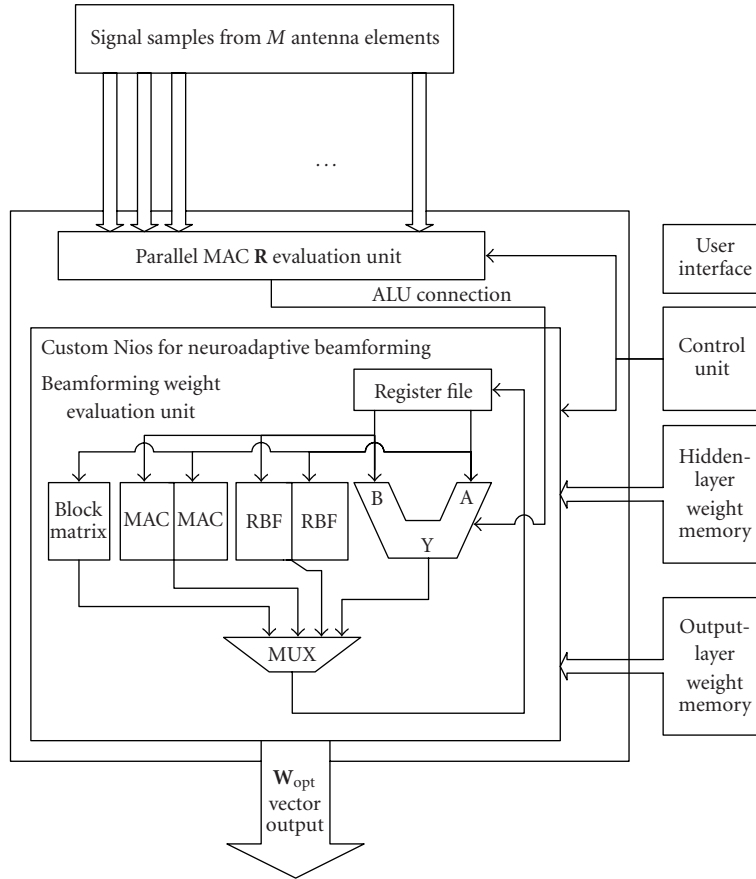 Signal samples from M antenna elements
...
Parallel MAC R evaluation unit
ALU connection
User
interface
Control
unit
Custom Nios for neuroadaptive beamforming
Beamforming weight
evaluation unit
Register file
Block
matrix
MAC
MAC
RBF
RBF
B
A
Y
MUX
Hidden-
layer
weight
memory
Output-
layer
weight
memory
Wopt
vector
output